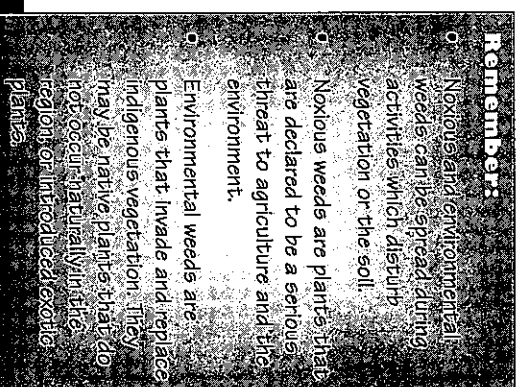 Remember:
• Noxious and environmental
weeds can be spread during
activities which disturb
vegetation or the soil.
• Noxious weeds are plants that
are declared to be a serious
threat to agriculture and the
environment.
• Environmental weeds are
plants that invade and replace
indigenous vegetation. They
may be native plants that do
not occur naturally in the
region or introduced exotic
plants.